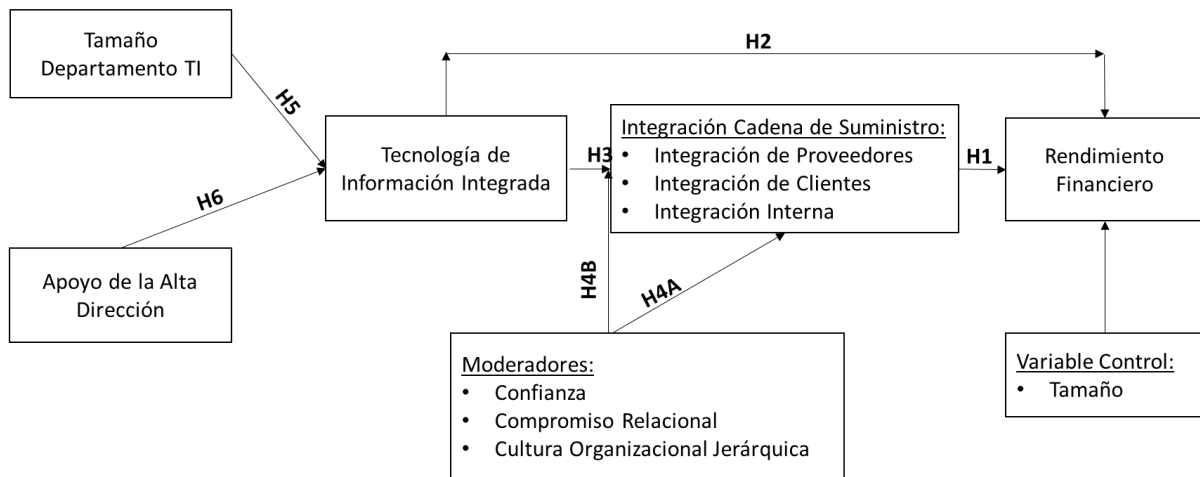 Tamaño
Departamento TI
H5
H6
Apoyo de la Alta
Dirección
Tecnología de
Información Integrada
H2
H3
Integración Cadena de Suministro:
• Integración de Proveedores
• Integración de Clientes
• Integración Interna
H1
Rendimiento
Financiero
H4B
H4A
Moderadores:
• Confianza
• Compromiso Relacional
• Cultura Organizacional Jerárquica
Variable Control:
• Tamaño